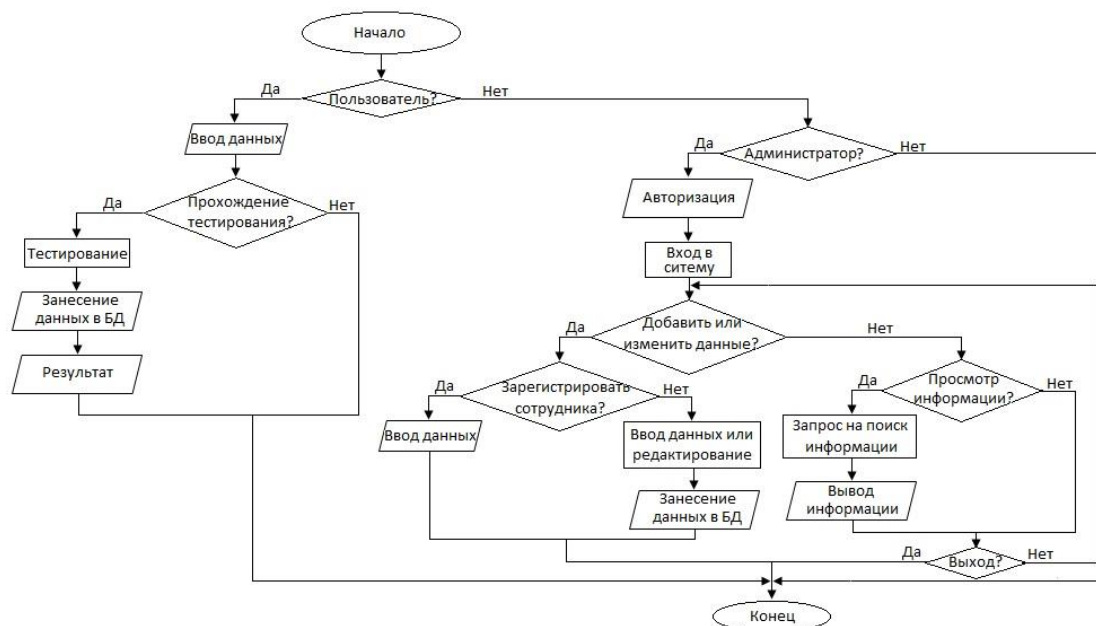 Начало
Да
Пользователь?
Нет
Ввод данных
Да
Администратор?
Нет
Да
Прохождение
тестирования?
Нет
Авторизация
Тестирование
Вход в
ситему
Занесение
данных в БД
Да
Добавить или
изменить данные?
Нет
Результат
Да
Зарегистрировать
сотрудника?
Нет
Да
Просмотр
информации?
Нет
Ввод данных
Ввод данных или
редактирование
Запрос на поиск
информации
Занесение
данных в БД
Вывод
информации
Да
Выход?
Нет
Конец